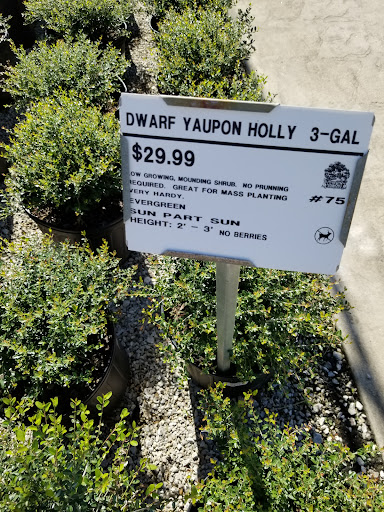 DWARF YAUPON HOLLY 3-GAL
$29.99
OW GROWING, MOUNDING SHRUB. NO PRUNNING
REQUIRED. GREAT FOR MASS PLANTING
#75
VERY HARDY.
EVERGREEN
SUN PART SUN
HEIGHT: 2' - 3' NO BERRIES